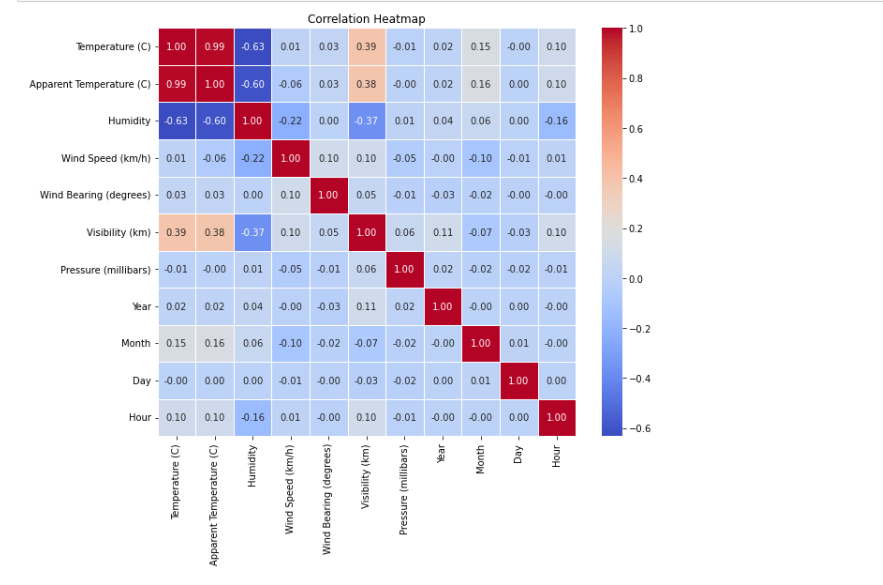 Correlation Heatmap
Temperature (C) 1.00 0.99 -0.63 0.01 0.03 0.39 -0.01 0.02 0.15 -0.00 0.10
Apparent Temperature (C) 0.99 1.00 -0.60 -0.06 0.03 0.38 -0.00 0.02 0.16 0.00 0.10
Humidity -0.63 -0.60 1.00 -0.22 0.00 -0.37 0.01 0.04 0.06 0.00 -0.16
Wind Speed (km/h) 0.01 -0.06 -0.22 1.00 0.10 0.10 -0.05 -0.00 -0.10 -0.01 0.01
Wind Bearing (degrees) 0.03 0.03 0.00 0.10 1.00 0.05 -0.01 -0.03 -0.02 -0.00 -0.00
Visibility (km) 0.39 0.38 -0.37 0.10 0.05 1.00 0.06 0.11 -0.07 -0.03 0.10
Pressure (millibars) -0.01 -0.00 0.01 -0.05 -0.01 0.06 1.00 0.02 -0.02 -0.02 -0.01
Year 0.02 0.02 0.04 -0.00 -0.03 0.11 0.02 1.00 -0.00 0.00 -0.00
Month 0.15 0.16 0.06 -0.10 -0.02 -0.07 -0.02 -0.00 1.00 0.01 -0.00
Day -0.00 0.00 0.00 -0.01 -0.00 -0.03 -0.02 0.00 0.01 1.00 0.00
Hour 0.10 0.10 -0.16 0.01 -0.00 0.10 -0.01 -0.00 -0.00 0.00 1.00
Temperature (C)
Apparent Temperature (C)
Humidity
Wind Speed (km/h)
Wind Bearing (degrees)
Visibility (km)
Pressure (millibars)
Year
Month
Day
Hour
1.0
0.8
0.6
0.4
0.2
0.0
−0.2
−0.4
−0.6